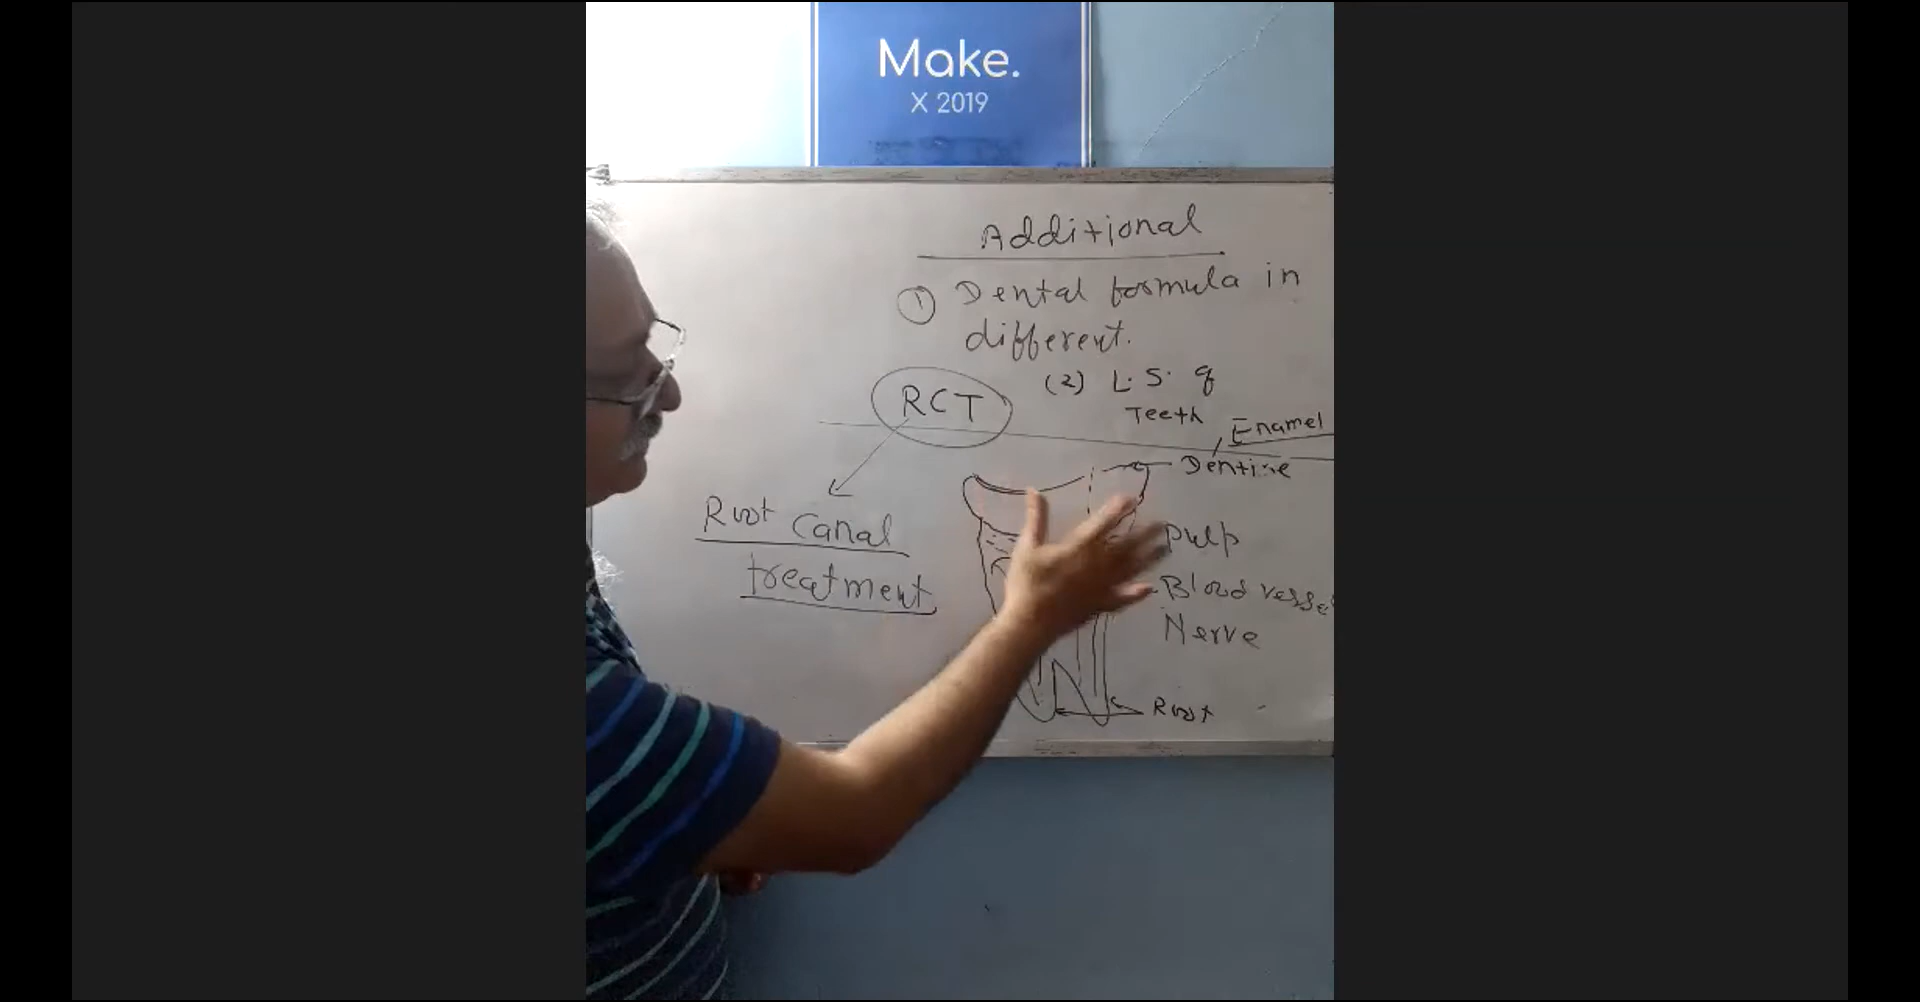 Make.
X 2019
Additional
① Dental formula in
different.
(2) L.S. of
Teeth
RCT
Enamel
Dentine
Root canal
treatment
pulp
Blood vesse
Nerve
Root